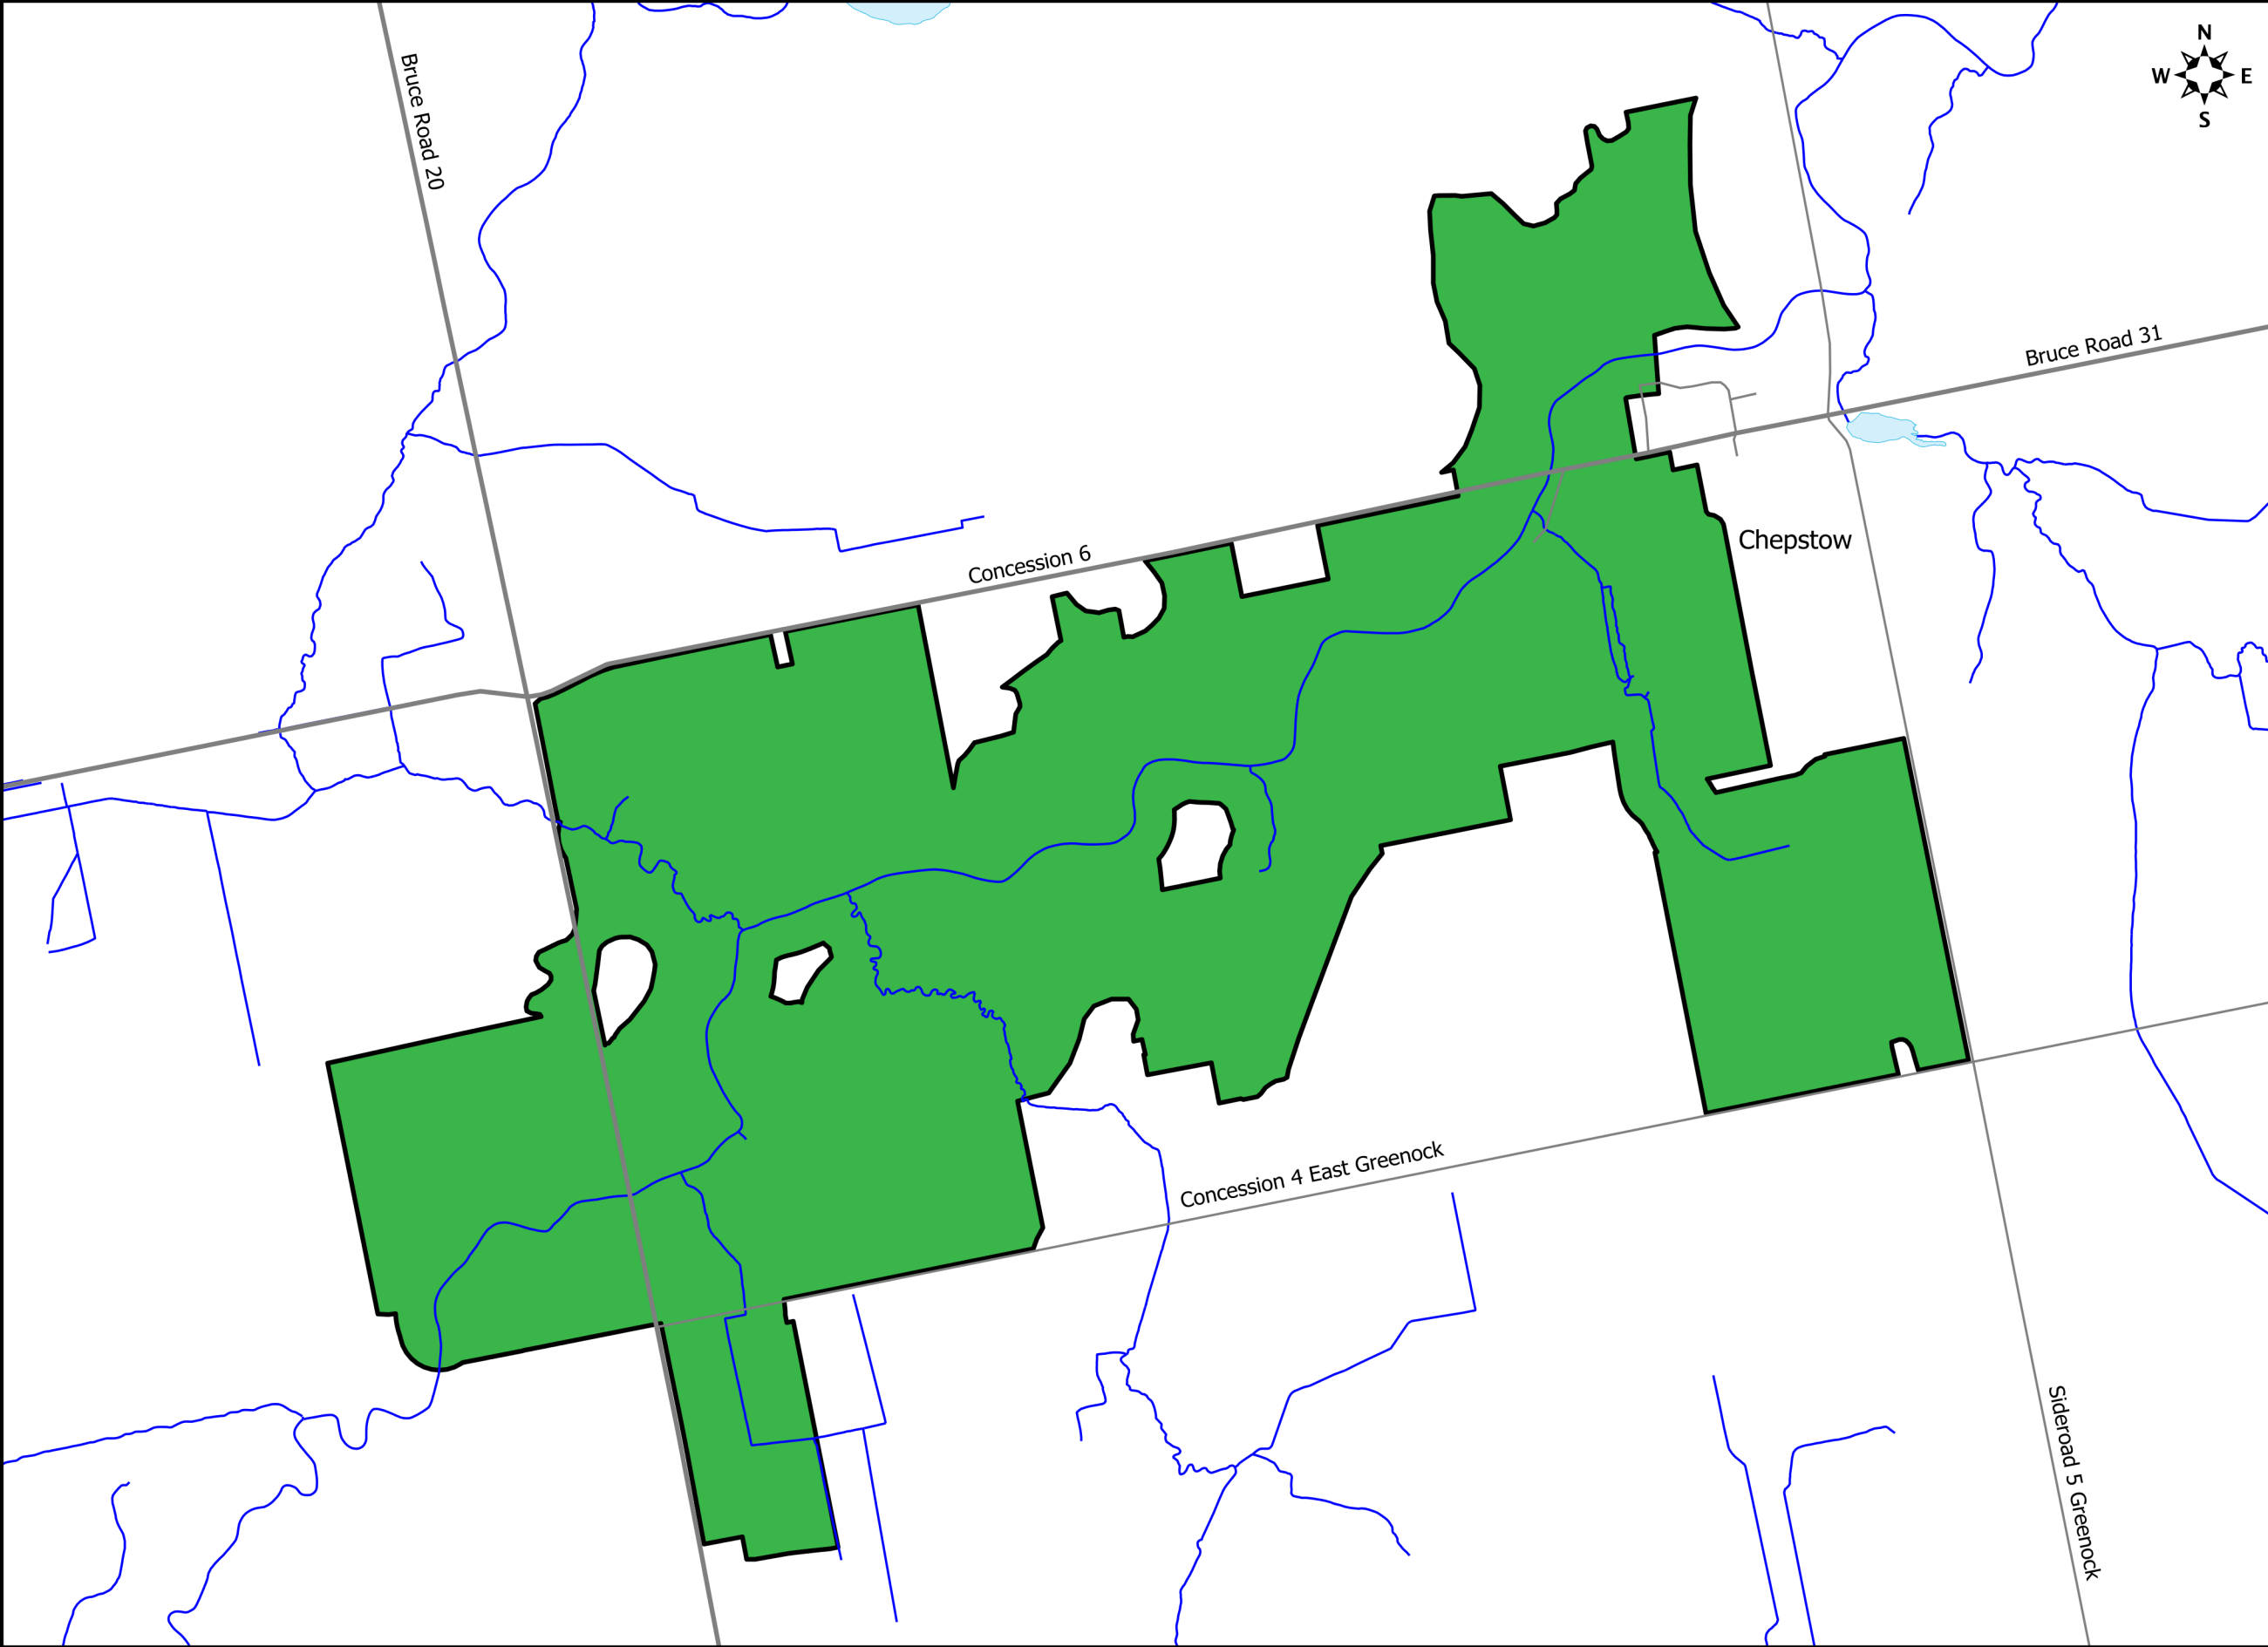 N
W E
S
Bruce Road 20
Bruce Road 31
Chepstow
Concession 6
Concession 4 East Greenock
Sideroad 5 Greenock